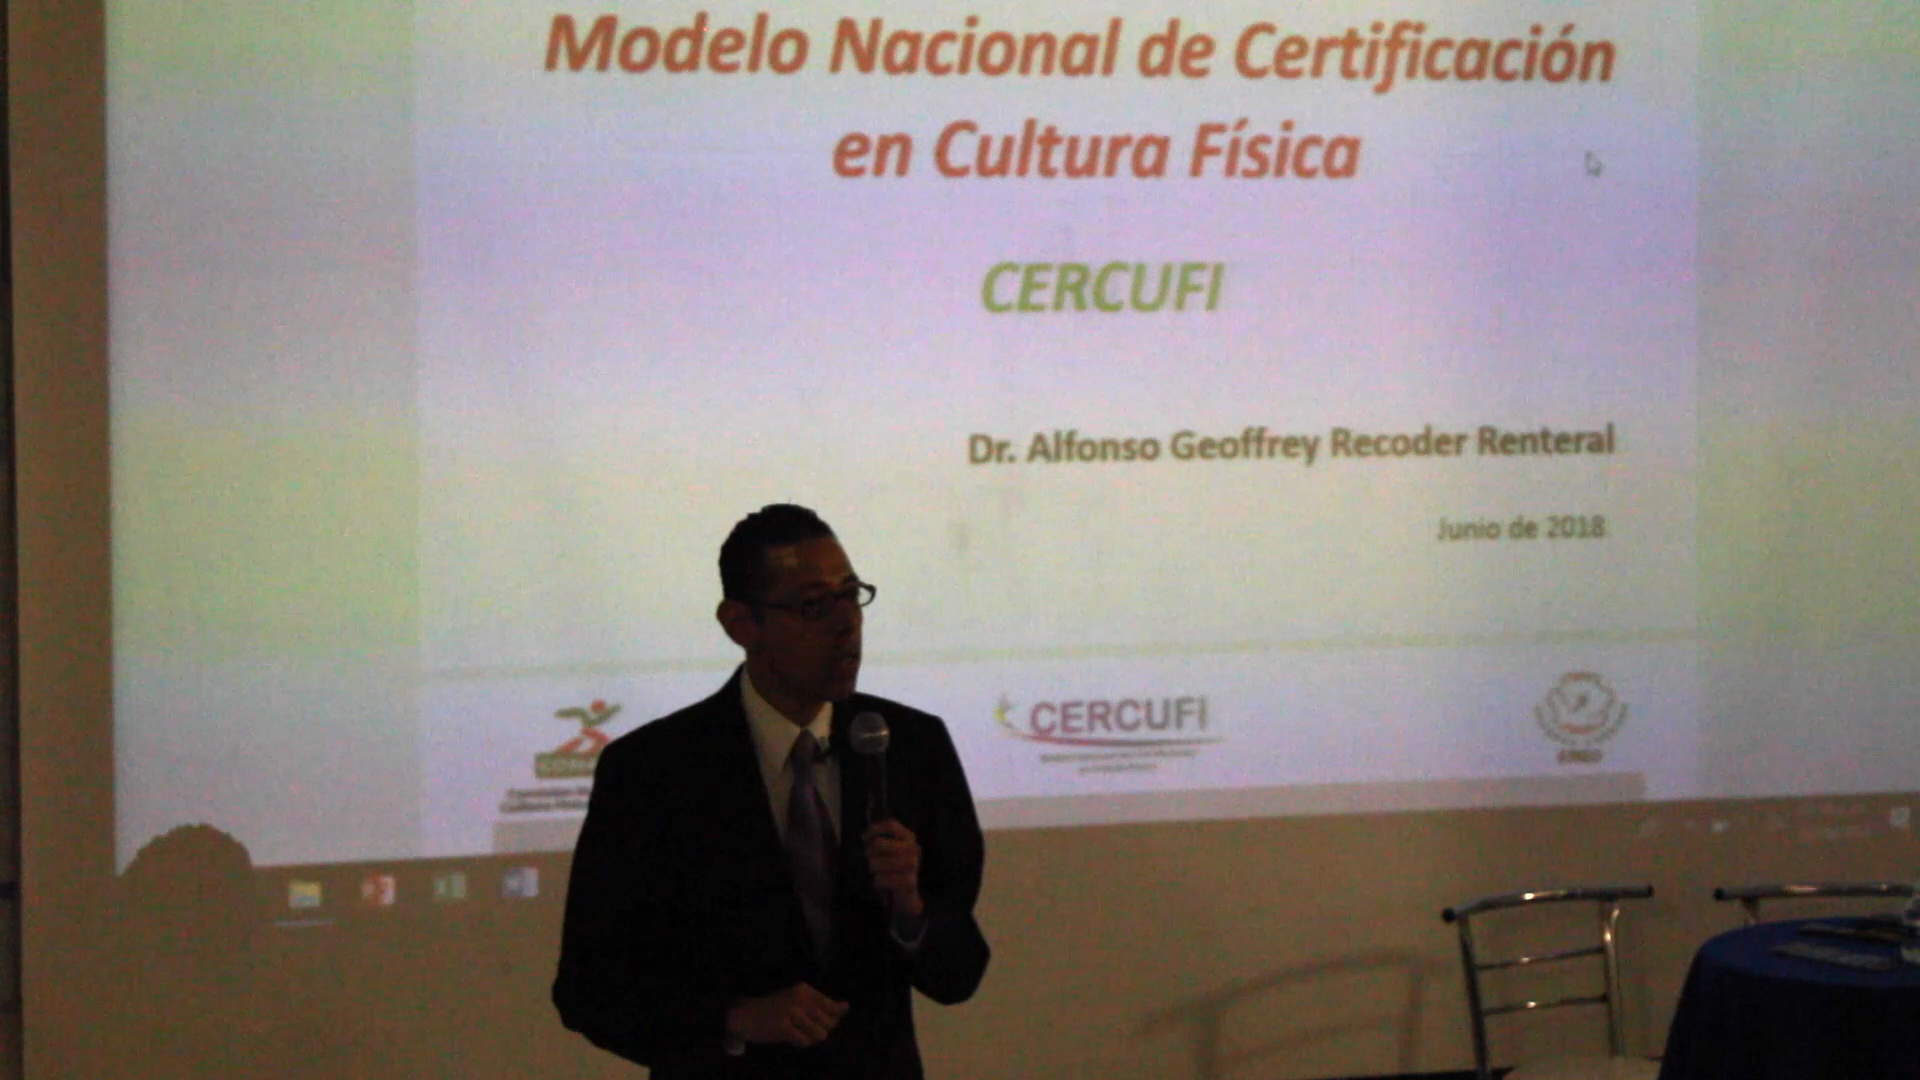 Modelo Nacional de Certificación
en Cultura Física
CERCUFI
Dr. Alfonso Geoffrey Recoder Renteral
Junio de 2018
CERCUFI